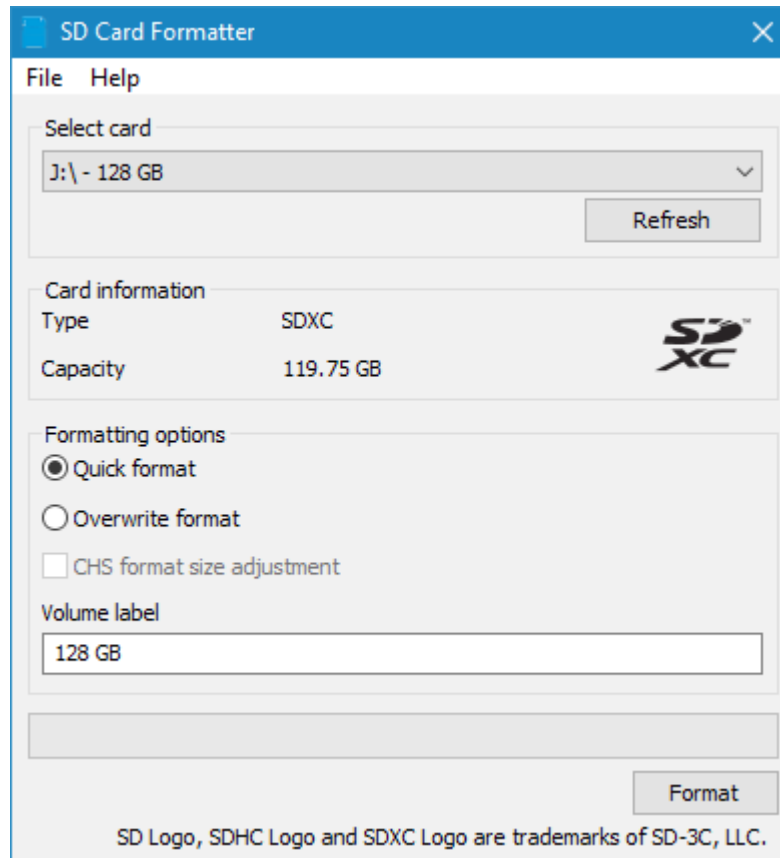 SD Card Formatter
File Help
Select card
J:\ - 128 GB
Refresh
Card information
Type SDXC
SD XC™
Capacity 119.75 GB
Formatting options
Quick format
Overwrite format
CHS format size adjustment
Volume label
128 GB
Format
SD Logo, SDHC Logo and SDXC Logo are trademarks of SD-3C, LLC.